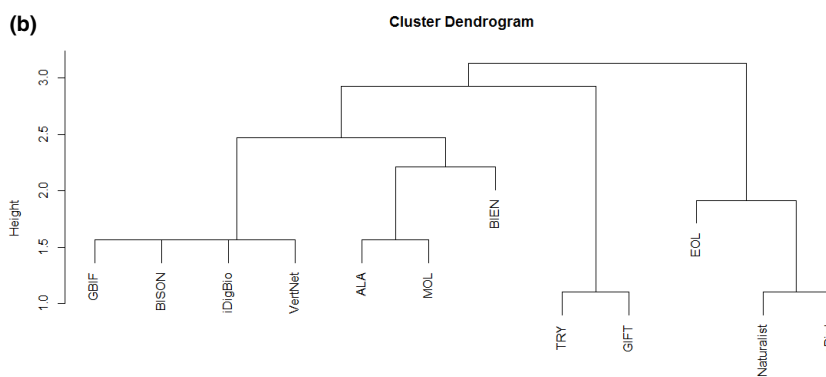 (b)
Cluster Dendrogram
Height
3.0
2.5
2.0
1.5
1.0
GBIF
BISON
iDigBio
VertNet
ALA
MOL
BIEN
TRY
GIFT
EOL
Naturalist